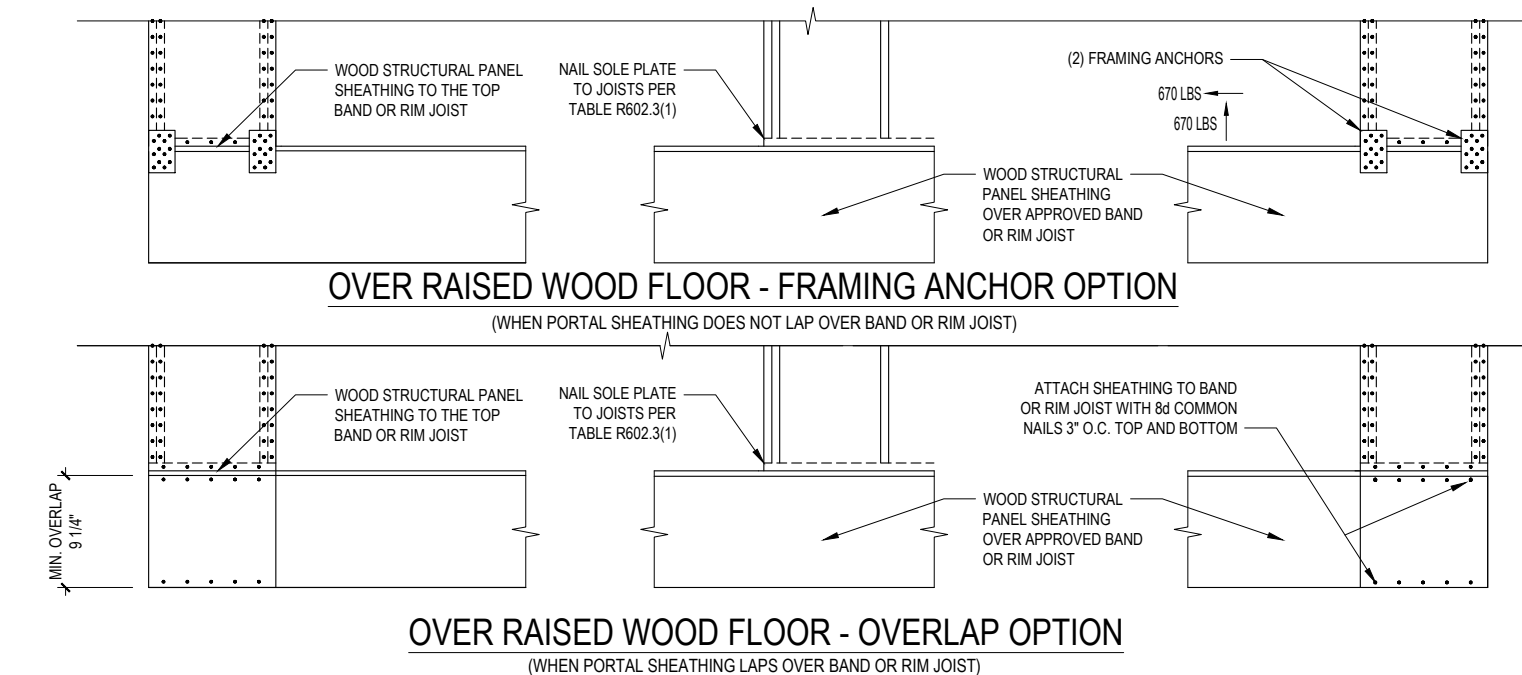 WOOD STRUCTURAL PANEL
SHEATHING TO THE TOP
BAND OR RIM JOIST
NAIL SOLE PLATE
TO JOISTS PER
TABLE R602.3(1)
(2) FRAMING ANCHORS
670 LBS
670 LBS
WOOD STRUCTURAL
PANEL SHEATHING
OVER APPROVED BAND
OR RIM JOIST
OVER RAISED WOOD FLOOR - FRAMING ANCHOR OPTION
(WHEN PORTAL SHEATHING DOES NOT LAP OVER BAND OR RIM JOIST)
WOOD STRUCTURAL PANEL
SHEATHING TO THE TOP
BAND OR RIM JOIST
NAIL SOLE PLATE
TO JOISTS PER
TABLE R602.3(1)
ATTACH SHEATHING TO BAND
OR RIM JOIST WITH 8d COMMON
NAILS 3" O.C. TOP AND BOTTOM
MIN. OVERLAP
9 1/4"
WOOD STRUCTURAL
PANEL SHEATHING
OVER APPROVED BAND
OR RIM JOIST
OVER RAISED WOOD FLOOR - OVERLAP OPTION
(WHEN PORTAL SHEATHING LAPS OVER BAND OR RIM JOIST)